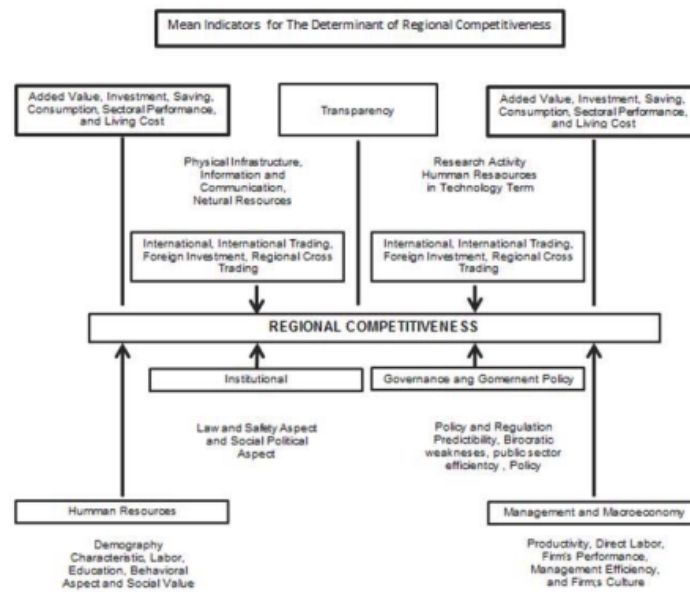 Mean Indicators for The Determinant of Regional Competitiveness
Added Value, Investment, Saving,
Consumption, Sectoral Performance,
and Living Cost
Transparency
Added Value, Investment, Saving,
Consumption, Sectoral Performance,
and Living Cost
Physical Infrastructure,
Information and
Communication,
Netural Resources
Research Activity
Humman Resaources
in Technology Term
International, International Trading,
Foreign Investment, Regional Cross
Trading
International, International Trading,
Foreign Investment, Regional Cross
Trading
REGIONAL COMPETITIVENESS
Institutional
Governance ang Gomernent Policy
Law and Safety Aspect
and Social Political
Aspect
Policy and Regulation
Predictibility, Birocratic
weakneses, public sector
efficientcy , Policy
Humman Resources
Management and Macroeconomy
Demography
Characteristic, Labor,
Education, Behavioral
Aspect and Social Value
Productivity, Direct Labor,
Firm's Performance,
Management Efficiency,
and Firm;s Culture